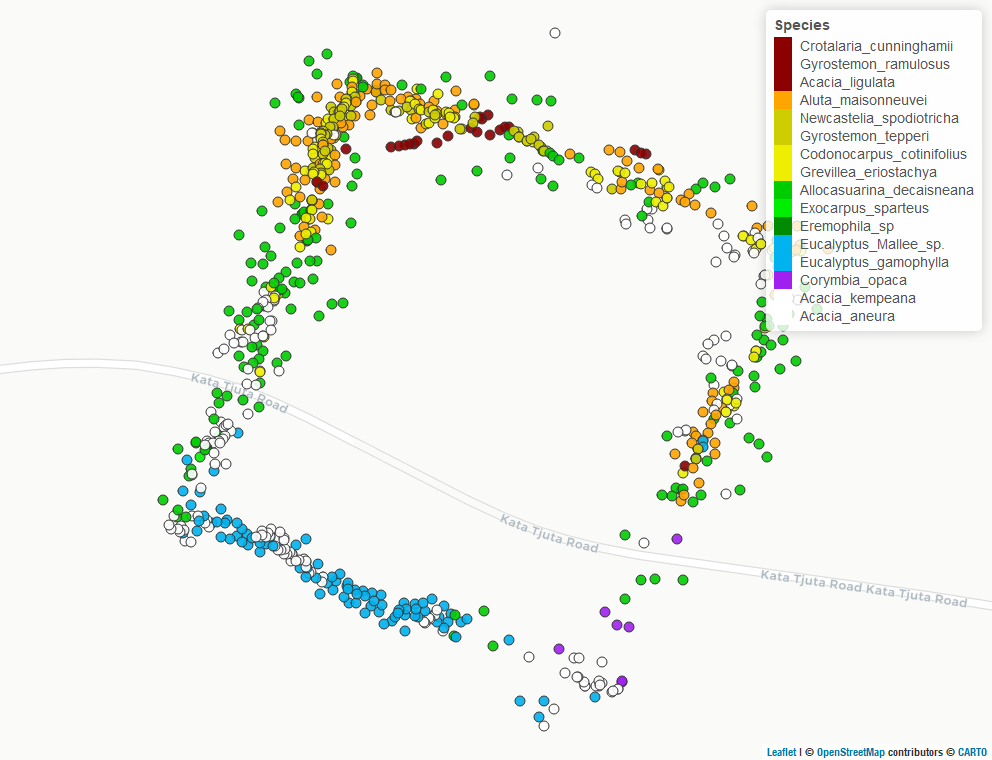 Species
Crotalaria_cunninghamii
Gyrostemon_ramulosus
Acacia_ligulata
Aluta_maisonneuvei
Newcastelia_spodiotricha
Gyrostemon_tepperi
Codonocarpus_cotinifolius
Grevillea_eriostachya
Allocasuarina_decaisneana
Exocarpus_sparteus
Eremophila_sp
Eucalyptus_Mallee_sp.
Eucalyptus_gamophylla
Corymbia_opaca
Acacia_kempeana
Acacia_aneura
Kata Tjuta Road
Kata Tjuta Road
Kata Tjuta Road Kata Tjuta Road
Leaflet | © OpenStreetMap contributors © CARTO